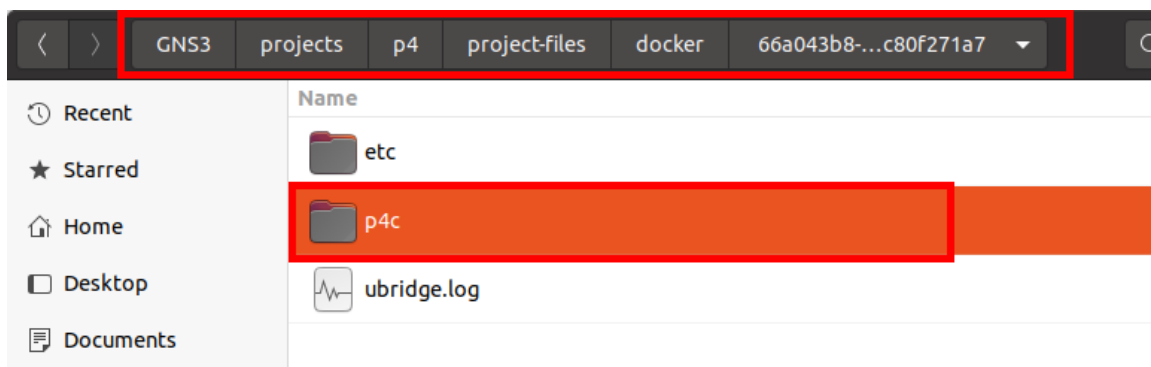 GNS3 projects p4 project-files docker 66a043b8-...c80f271a7
Name
Recent
etc
Starred
p4c
Home
Desktop
ubridge.log
Documents